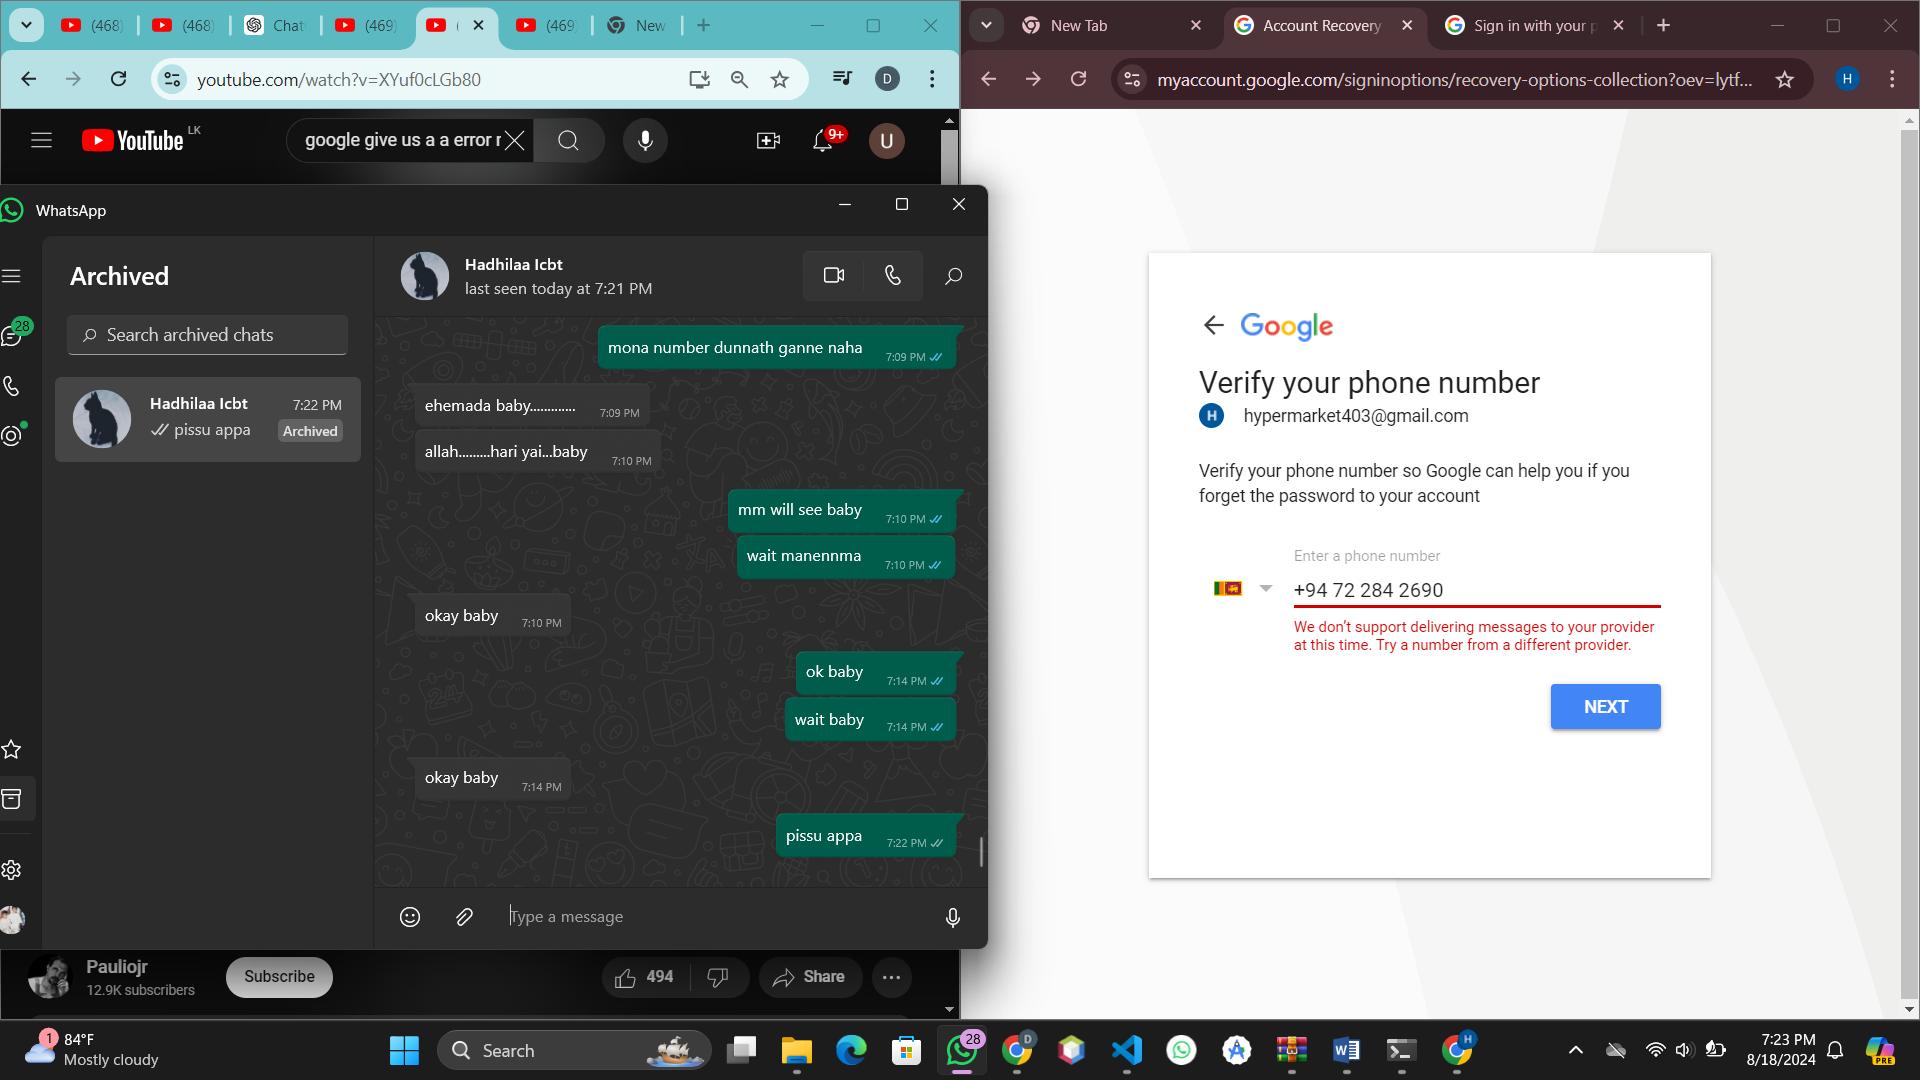 (468)
(468)
Chat
(469)
(
(469
New
youtube.com/watch?v=XYuf0cLGb80
D
YouTube LK
google give us a a error r
9+
U
WhatsApp
28
Archived
Search archived chats
Hadhilaa Icbt 7:22 PM
pissu appa Archived
Hadhilaa Icbt
last seen today at 7:21 PM
mona number dunnath ganne naha 7:09 PM
ehemada baby............. 7:09 PM
allah.........hari yai...baby 7:10 PM
mm will see baby 7:10 PM
wait manennma 7:10 PM
okay baby 7:10 PM
ok baby 7:14 PM
wait baby 7:14 PM
okay baby 7:14 PM
pissu appa 7:22 PM
Type a message
Pauliojr
12.9K subscribers
Subscribe
494
Share
New Tab
Account Recovery
Sign in with your p
myaccount.google.com/signinoptions/recovery-options-collection?oev=lytf...
H
Google
Verify your phone number
H hypermarket403@gmail.com
Verify your phone number so Google can help you if you
forget the password to your account
Enter a phone number
+94 72 284 2690
We don't support delivering messages to your provider
at this time. Try a number from a different provider.
NEXT
1
84°F
Mostly cloudy
Search
28
D
H
7:23 PM
8/18/2024
PRE